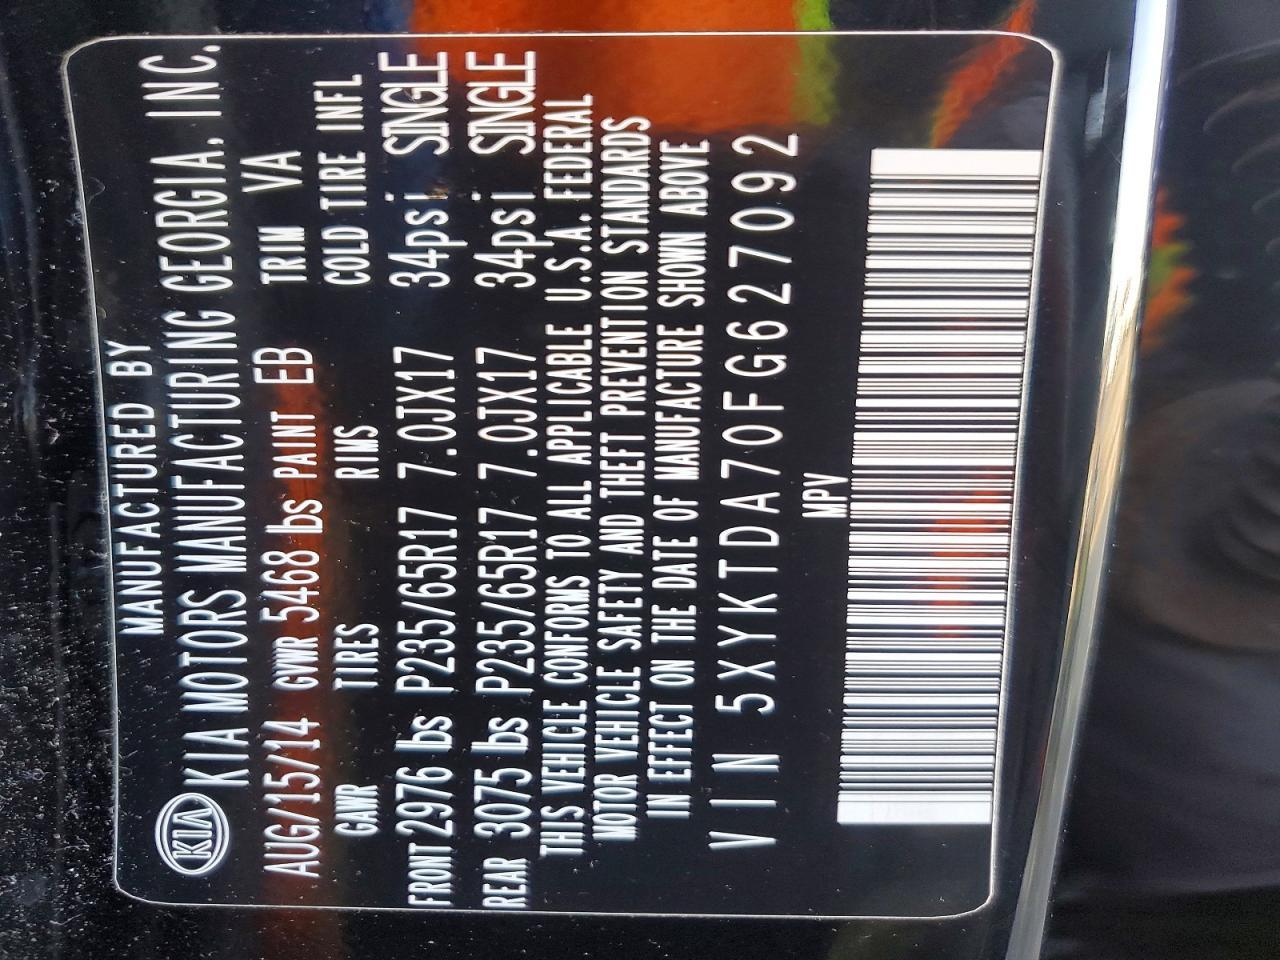 MANUFACTURED BY
KIA KIA MOTORS MANUFACTURING GEORGIA, INC.
AUG/15/14 GVWR 5468 lbs PAINT EB TRIM VA
GAWR TIRES RIMS COLD TIRE INFL
FRONT 2976 lbs P235/65R17 7.0JX17 34psi SINGLE
REAR 3075 lbs P235/65R17 7.0JX17 34psi SINGLE
THIS VEHICLE CONFORMS TO ALL APPLICABLE U.S.A. FEDERAL
MOTOR VEHICLE SAFETY AND THEFT PREVENTION STANDARDS
IN EFFECT ON THE DATE OF MANUFACTURE SHOWN ABOVE
VIN 5XYKTDA70FG627092
MPV